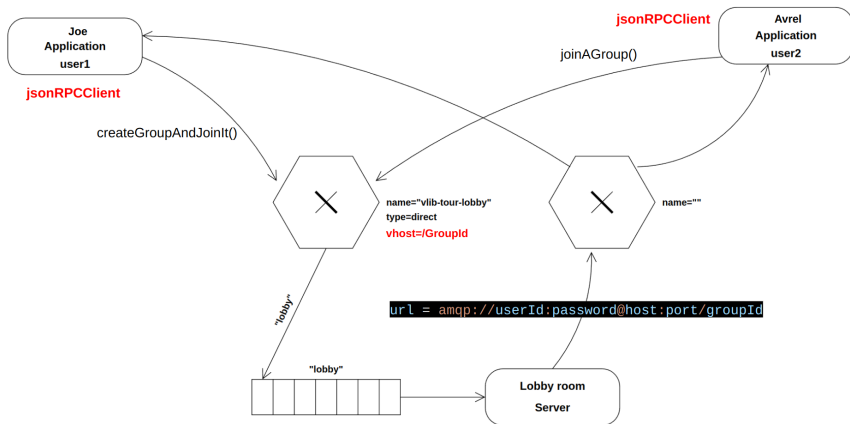 Joe
Application
user1
jsonRPCClient
createGroupAndJoinIt()
jsonRPCClient
Avrel
Application
user2
joinAGroup()
name="vlib-tour-lobby"
type=direct
vhost=/GroupId
name=""
"lobby"
url = amqp://userId:password@host:port/groupId
"lobby"
Lobby room
Server